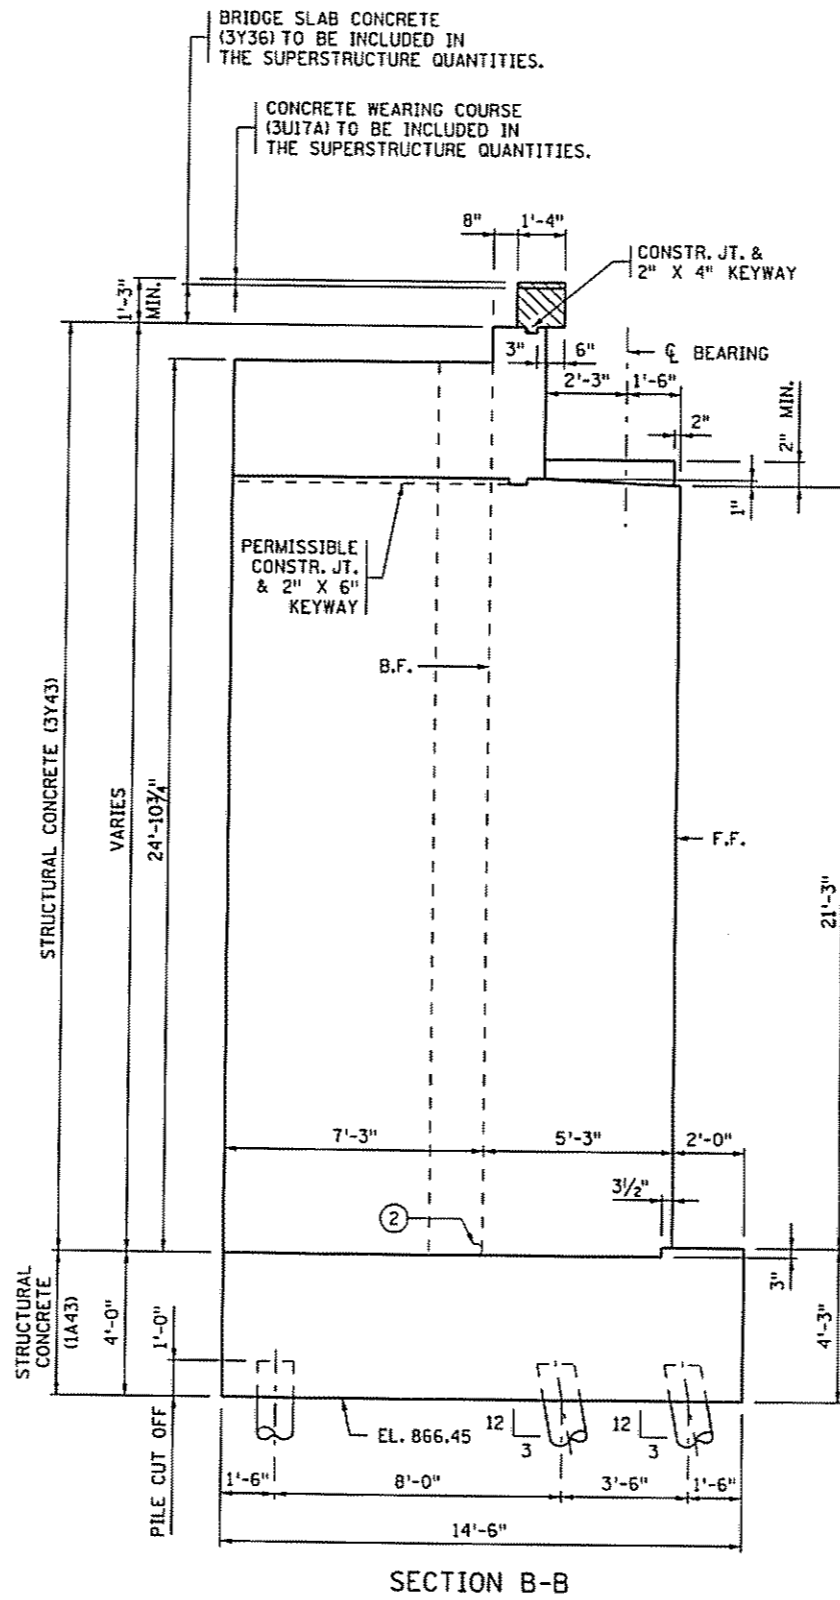 BRIDGE SLAB CONCRETE
(3Y36) TO BE INCLUDED IN
THE SUPERSTRUCTURE QUANTITIES.
CONCRETE WEARING COURSE
(3U17A) TO BE INCLUDED IN
THE SUPERSTRUCTURE QUANTITIES.
8"
1'-4"
CONSTR. JT. &
2" X 4" KEYWAY
1'-3"
MIN.
3"
6"
℄ BEARING
2'-3"
1'-6"
2"
2" MIN.
1"
PERMISSIBLE
CONSTR. JT.
& 2" X 6"
KEYWAY
B.F.
F.F.
STRUCTURAL CONCRETE (3Y43)
VARIES
24'-10¾"
21'-3"
7'-3"
5'-3"
2'-0"
3½"
2
3"
STRUCTURAL
CONCRETE
(1A43)
4'-0"
1'-0"
4'-3"
PILE CUT OFF
EL. 866.45
12
3
12
3
1'-6"
8'-0"
3'-6"
1'-6"
14'-6"
SECTION B-B